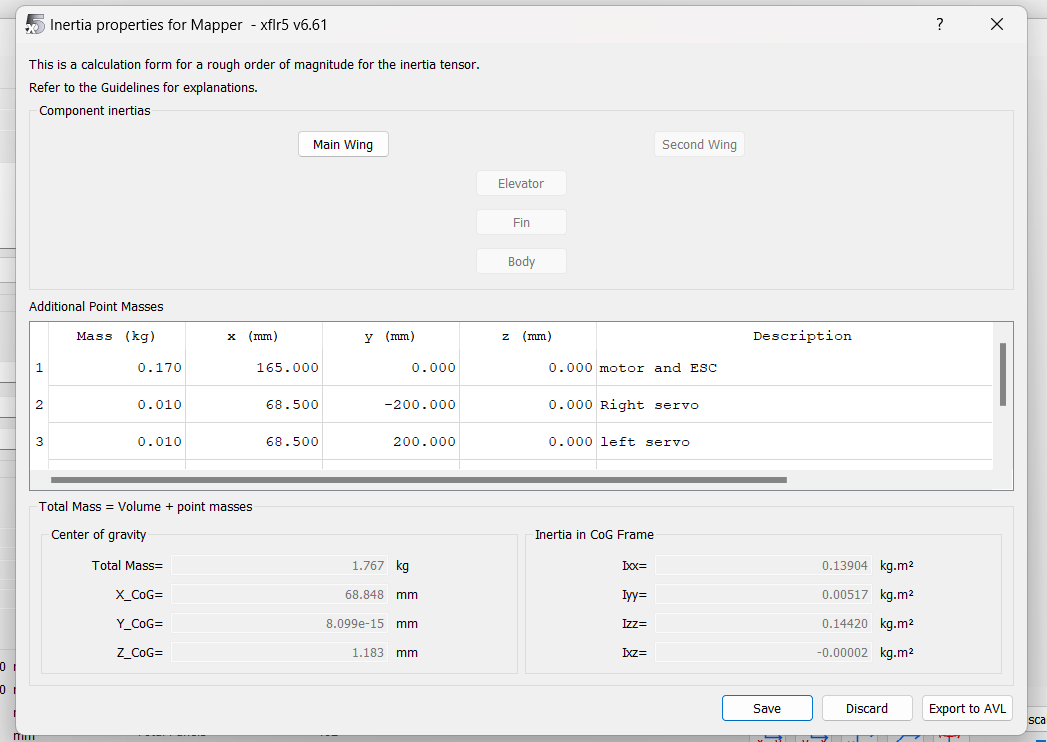 Inertia properties for Mapper - xflr5 v6.61 ?
This is a calculation form for a rough order of magnitude for the inertia tensor.
Refer to the Guidelines for explanations.
Component inertias
Main Wing Second Wing
Elevator
Fin
Body
Additional Point Masses
Mass (kg) x (mm) y (mm) z (mm) Description
1 0.170 165.000 0.000 0.000 motor and ESC
2 0.010 68.500 -200.000 0.000 Right servo
3 0.010 68.500 200.000 0.000 left servo
Total Mass = Volume + point masses
Center of gravity
Total Mass= 1.767 kg
X_CoG= 68.848 mm
Y_CoG= 8.099e-15 mm
Z_CoG= 1.183 mm
Inertia in CoG Frame
Ixx= 0.13904 kg.m²
Iyy= 0.00517 kg.m²
Izz= 0.14420 kg.m²
Ixz= -0.00002 kg.m²
Save Discard Export to AVL
mm